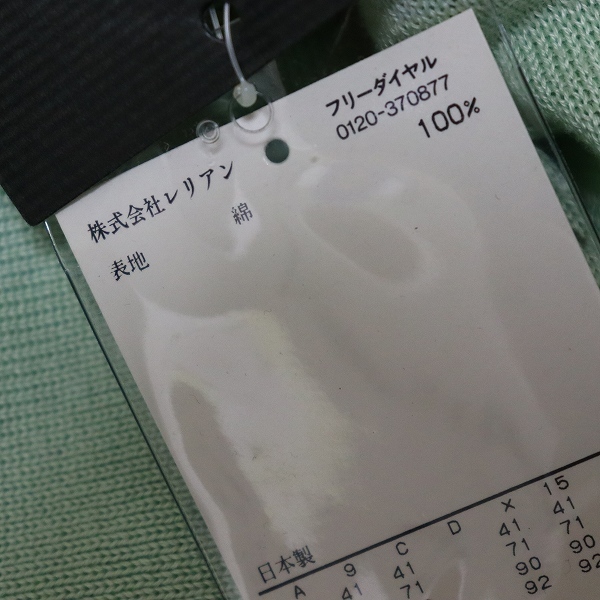 株式会社レリアン フリーダイヤル
0120-370877
表地 綿 100%
日本製
A 9 C D X 15
41 41 41 41
71 71 71
90 90
92 92